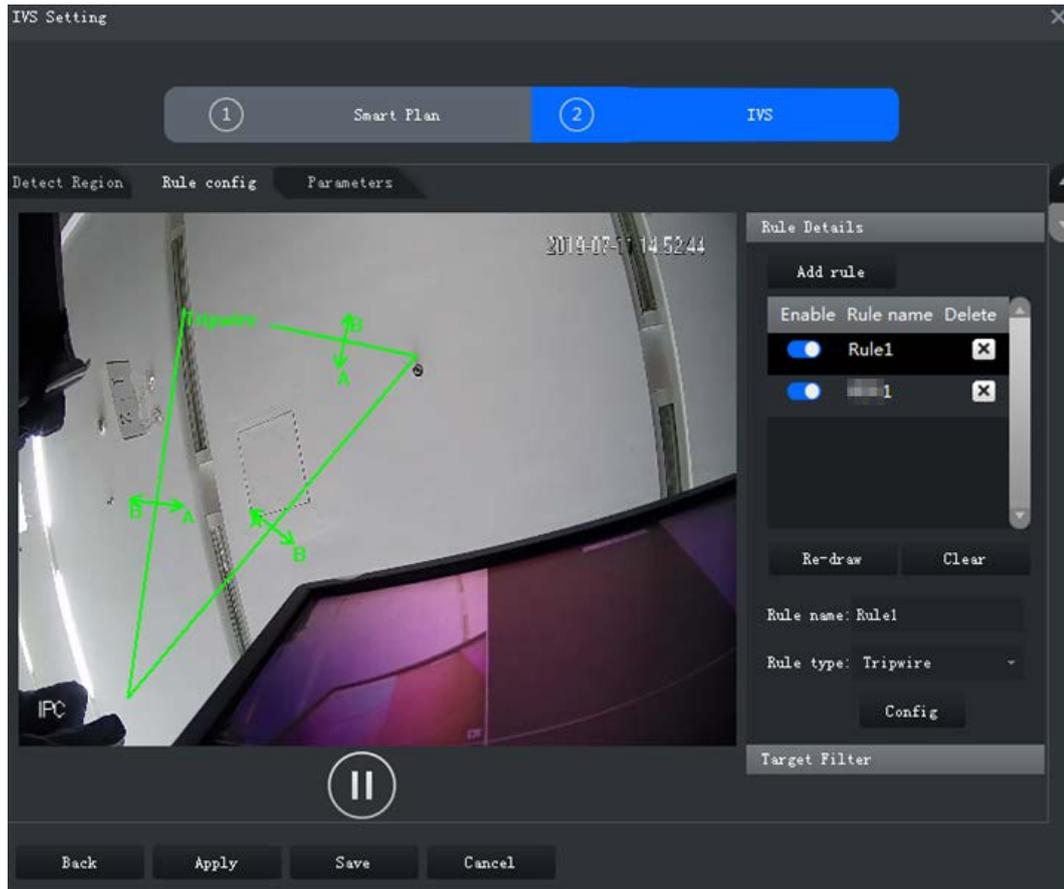 IVS Setting
1 Smart Plan 2 IVS
Detect Region Rule config Parameters
2019-07-11 14:52:44
Tripwire
B
A
B A
A
B
IPC
Rule Details
Add rule
Enable Rule name Delete
Rule1
1
Re-draw Clear
Rule name: Rule1
Rule type: Tripwire
Config
Target Filter
Back Apply Save Cancel